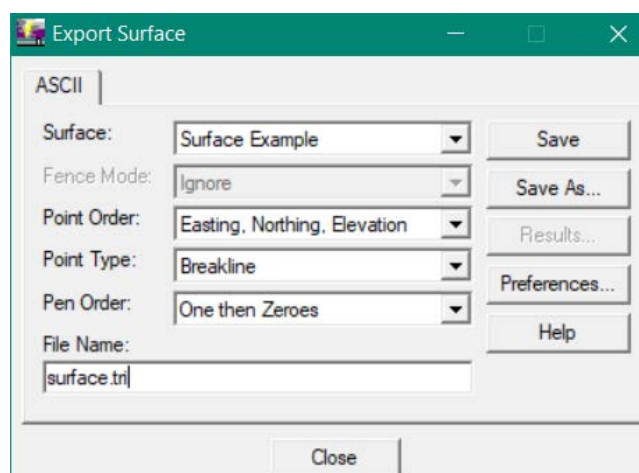 Export Surface
ASCII
Surface: Surface Example Save
Fence Mode: Ignore Save As...
Point Order: Easting, Northing, Elevation Results...
Point Type: Breakline Preferences...
Pen Order: One then Zeroes Help
File Name:
surface.tri
Close